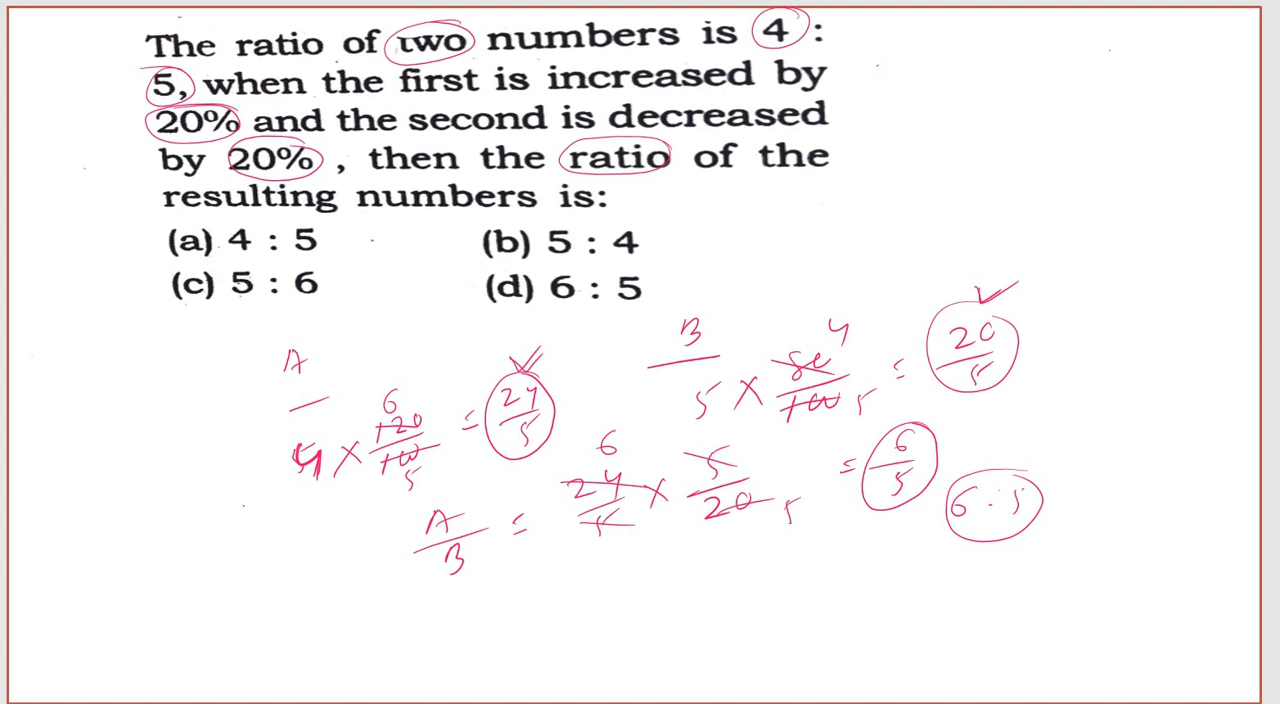 The ratio of two numbers is 4 :
5, when the first is increased by
20% and the second is decreased
by 20% , then the ratio of the
resulting numbers is:
(a) 4 : 5 (b) 5 : 4
(c) 5 : 6 (d) 6 : 5
A
4 × 120/100 6 5 = 24/5
B
5 × 80/100 4 5 = 20/5
A/B = 24/5 × 5/20 6 5 = 6/5
6 : 5